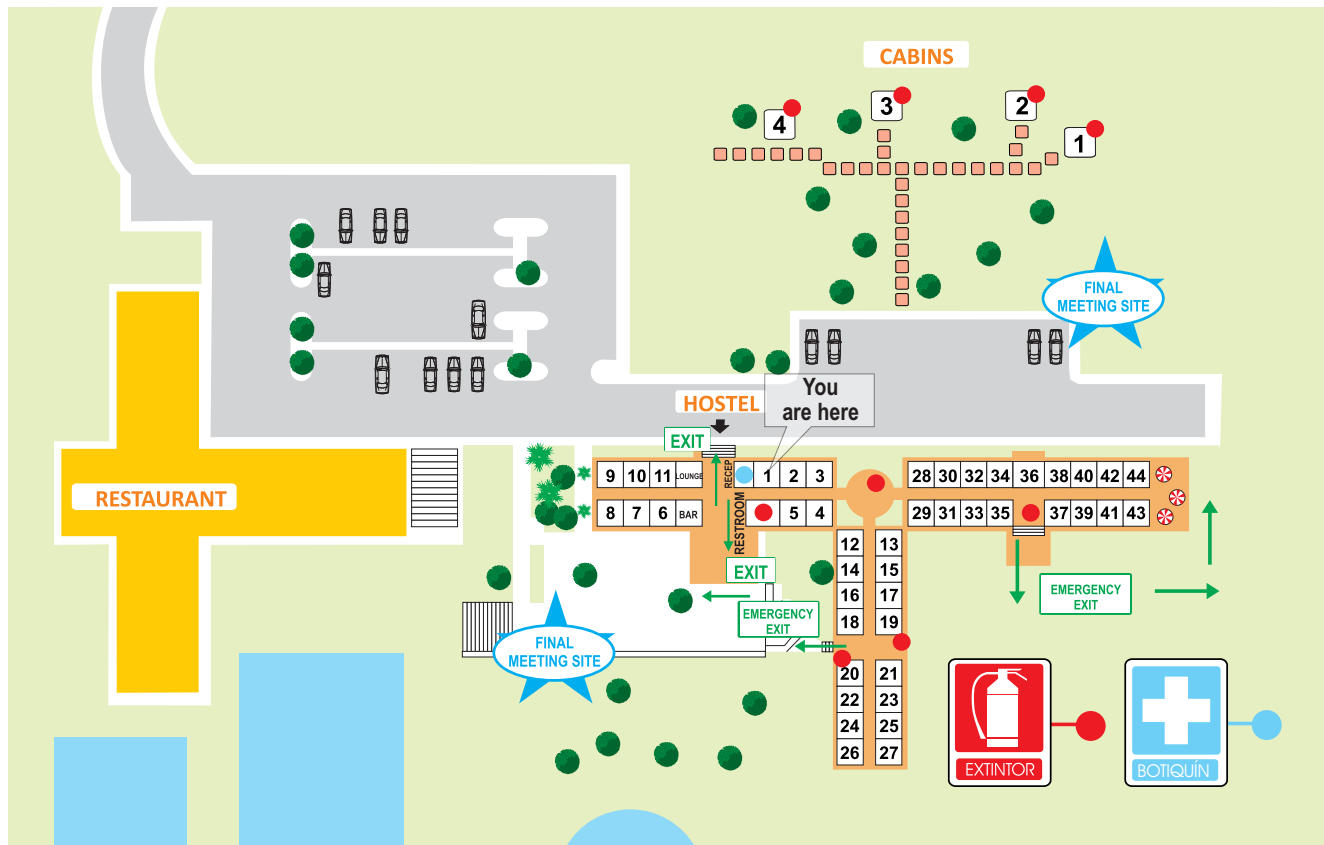 CABINS
4
3
2
1
FINAL
MEETING SITE
You
are here
HOSTEL
EXIT
9 10 11 LOUNGE
RECEP
1 2 3
28 30 32 34 36 38 40 42 44
RESTAURANT
8 7 6 BAR
RESTROOM
5 4
29 31 33 35 37 39 41 43
12 13
14 15
16 17
18 19
EXIT
EMERGENCY
EXIT
EMERGENCY
EXIT
FINAL
MEETING SITE
20 21
22 23
24 25
26 27
EXTINTOR
BOTIQUÍN